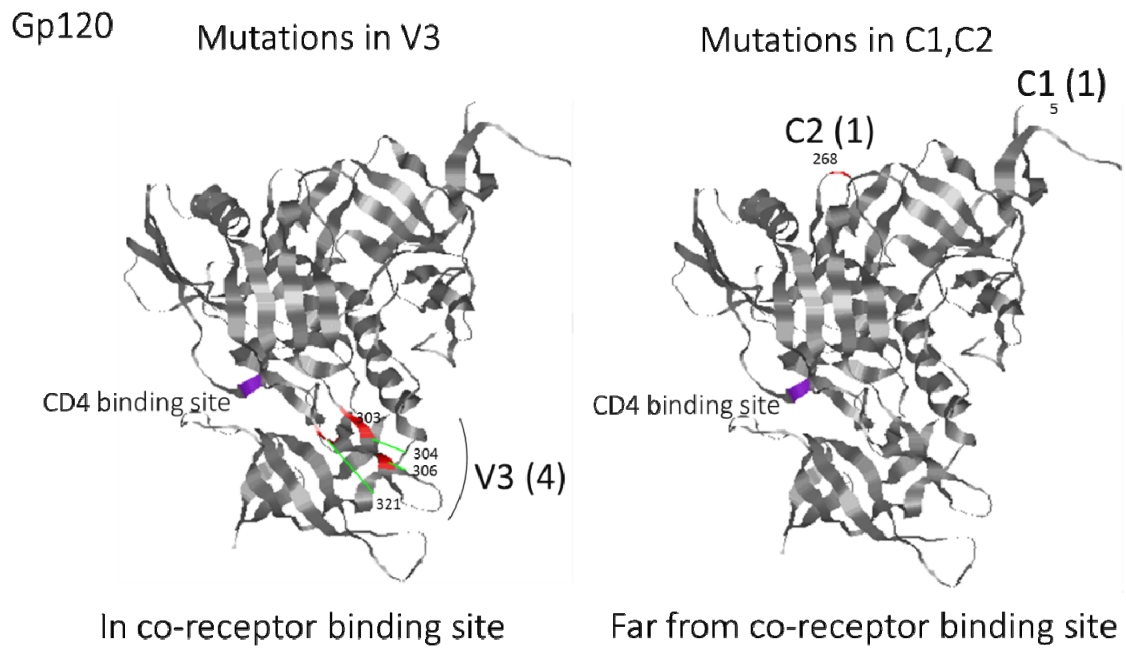 Gp120
Mutations in V3
Mutations in C1,C2
C1 (1)
5
C2 (1)
268
CD4 binding site
303
304
306
321
V3 (4)
CD4 binding site
In co-receptor binding site
Far from co-receptor binding site